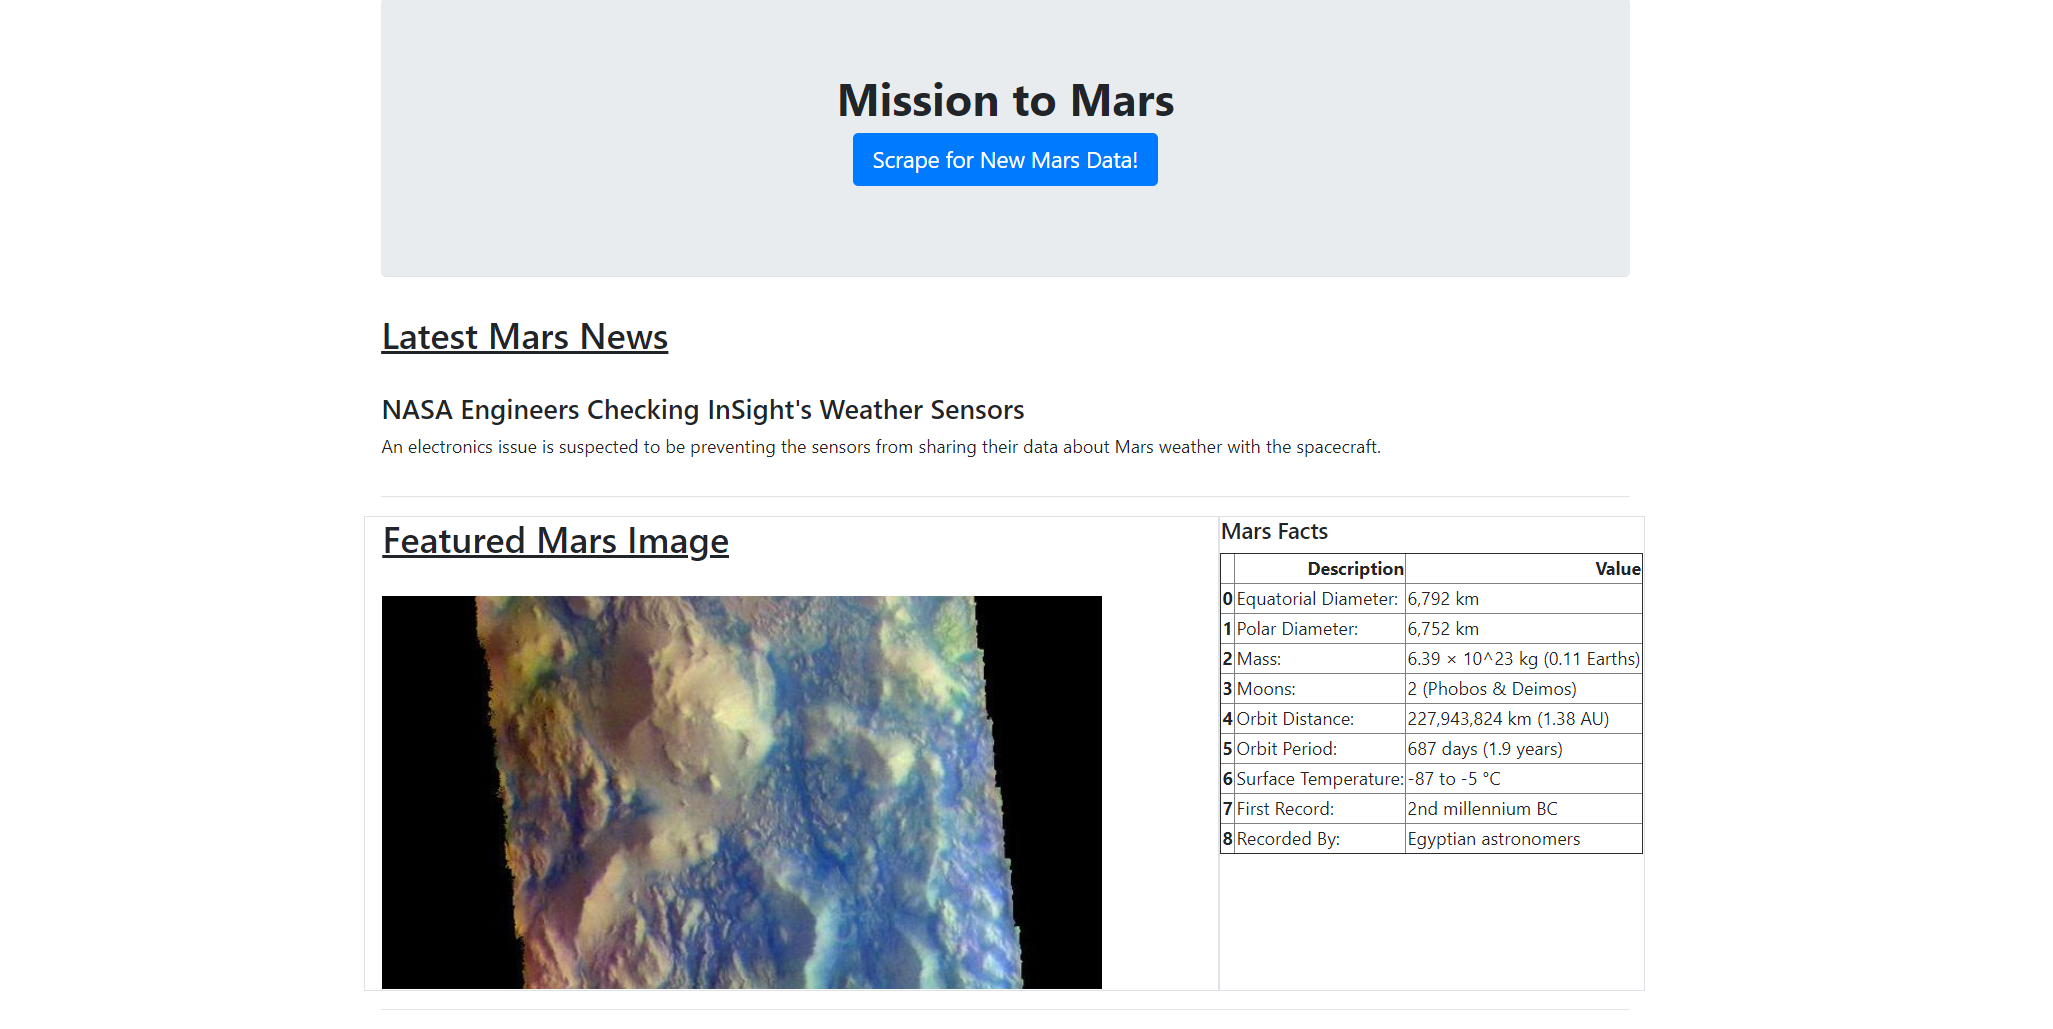 Mission to Mars
Scrape for New Mars Data!
Latest Mars News
NASA Engineers Checking InSight's Weather Sensors
An electronics issue is suspected to be preventing the sensors from sharing their data about Mars weather with the spacecraft.
Featured Mars Image
Mars Facts
Description Value
0 Equatorial Diameter: 6,792 km
1 Polar Diameter: 6,752 km
2 Mass: 6.39 × 10^23 kg (0.11 Earths)
3 Moons: 2 (Phobos & Deimos)
4 Orbit Distance: 227,943,824 km (1.38 AU)
5 Orbit Period: 687 days (1.9 years)
6 Surface Temperature: -87 to -5 °C
7 First Record: 2nd millennium BC
8 Recorded By: Egyptian astronomers